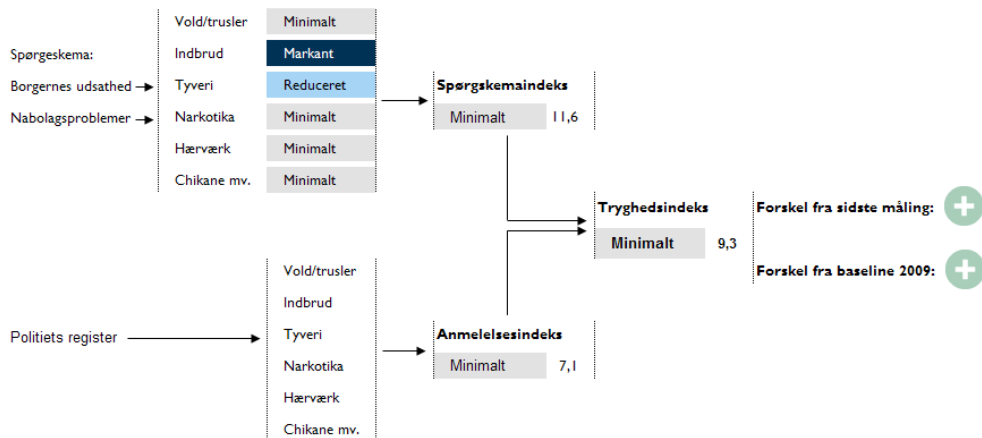 Vold/trusler Minimalt
Spørgeskema: Indbrud Markant
Borgernes udsathed Tyveri Reduceret Spørgskemaindeks
Nabolagsproblemer Narkotika Minimalt Minimalt 11,6
Hærværk Minimalt
Chikane mv. Minimalt
Tryghedsindeks Forskel fra sidste måling:
Minimalt 9,3
Forskel fra baseline 2009:
Vold/trusler
Indbrud
Politiets register Tyveri Anmelelsesindeks
Narkotika Minimalt 7,1
Hærværk
Chikane mv.